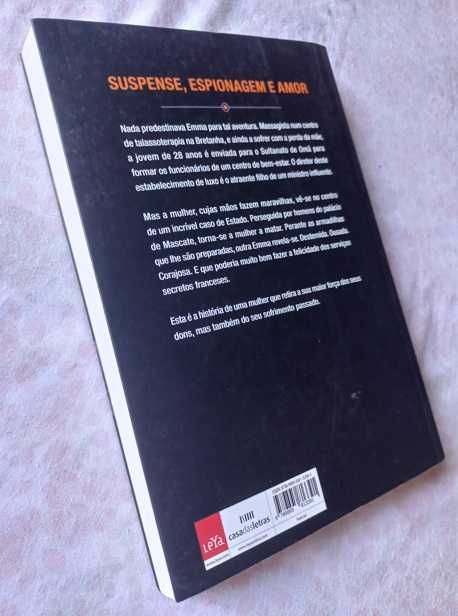 SUSPENSE, ESPIONAGEM E AMOR
Nada predestinava Emma para tal aventura. Massagista num centro
de talassoterapia na Bretanha, e ainda a sofrer com a perda da mãe,
a jovem de 28 anos é enviada para o Sultanato de Omã para
formar os funcionários de um centro de bem-estar. O diretor deste
estabelecimento de luxo é o atraente filho de um ministro influente.
Mas a mulher, cujas mãos fazem maravilhas, vê-se no centro
de um incrível caso de Estado. Perseguida por homens do palácio
de Mascate, torna-se a mulher a matar. Perante as armadilhas
que lhe são preparadas, outra Emma revela-se. Destemida. Ousada.
Corajosa. E que poderia muito bem fazer a felicidade dos serviços
secretos franceses.
Esta é a história de uma mulher que retira a sua maior força dos seus
dons, mas também do seu sofrimento passado.
LeYa
casadasletras